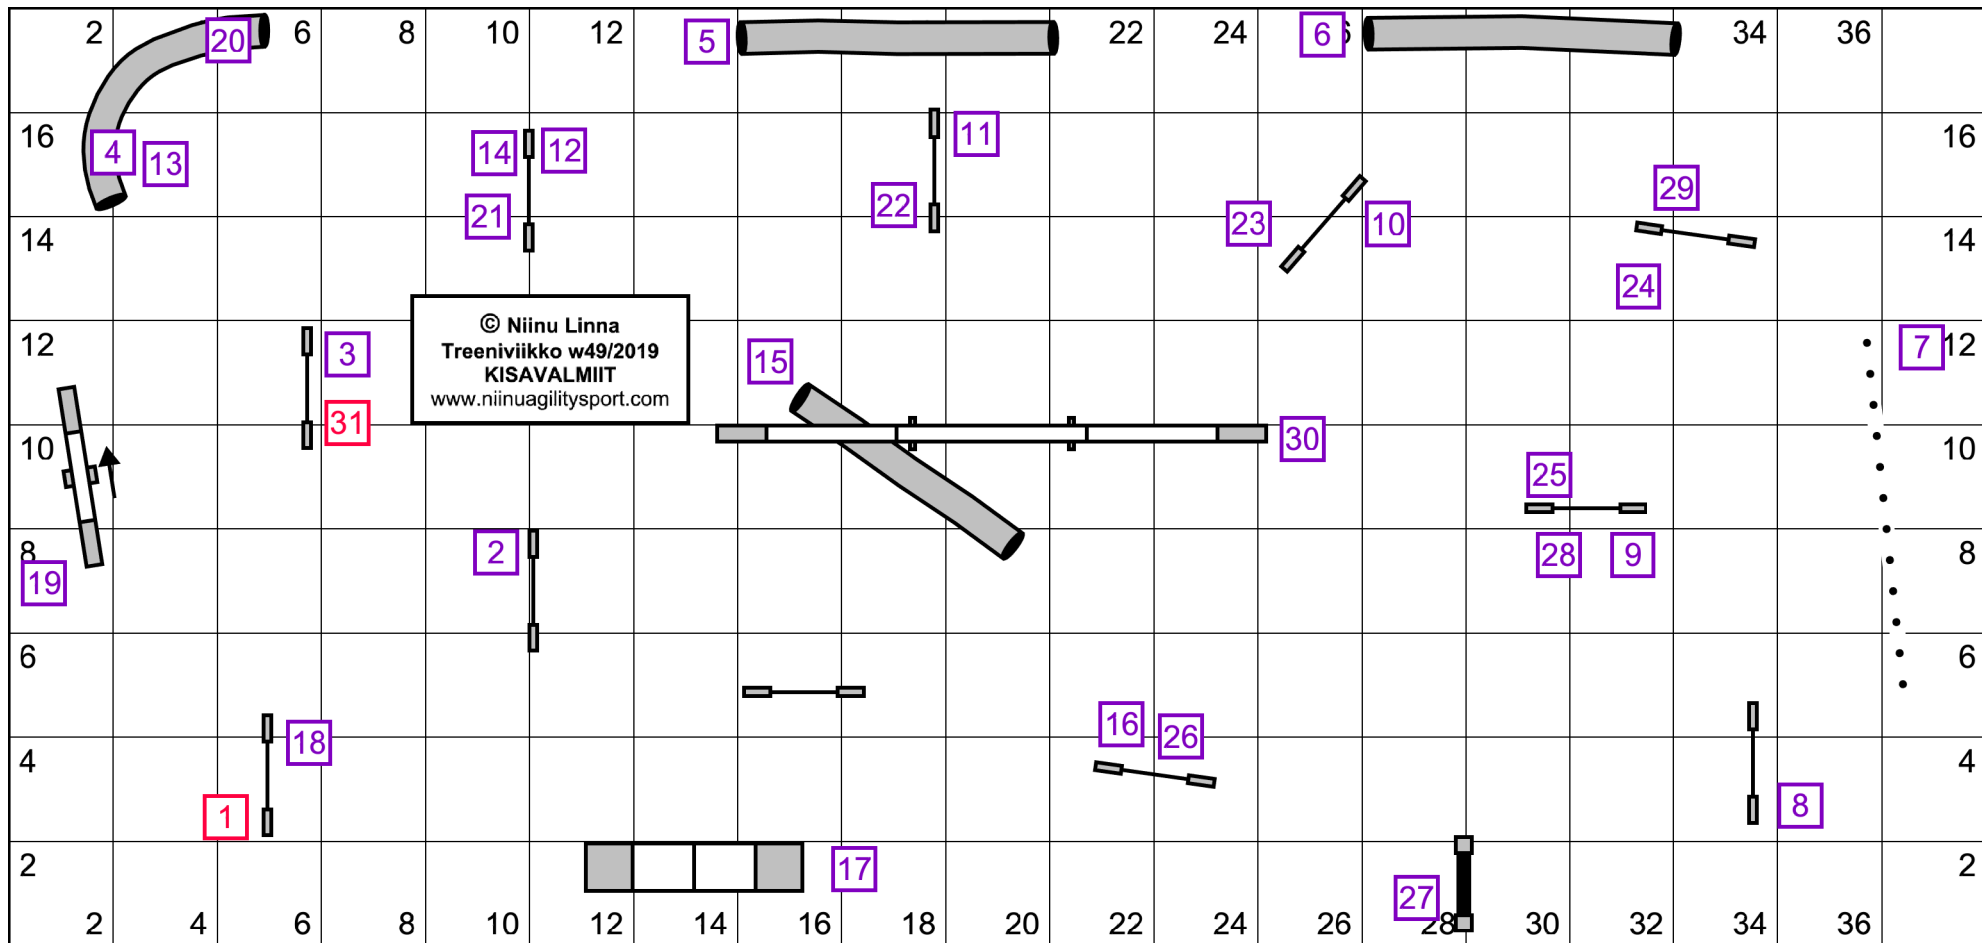 2 20 6 8 10 12 5 22 24 6 34 36
16 4 13 14 12 11 29 16
14 21 22 23 10 24 14
© Niinu Linna
Treeniviikko w49/2019
KISAVALMIIT
www.niinuagilitysport.com
12 3 15 7 12
31
10 30 25 10
8 19 2 28 9 8
6 6
4 18 16 26 4
1 8
2 17 27 2
2 4 6 8 10 12 14 16 18 20 22 24 26 28 30 32 34 36